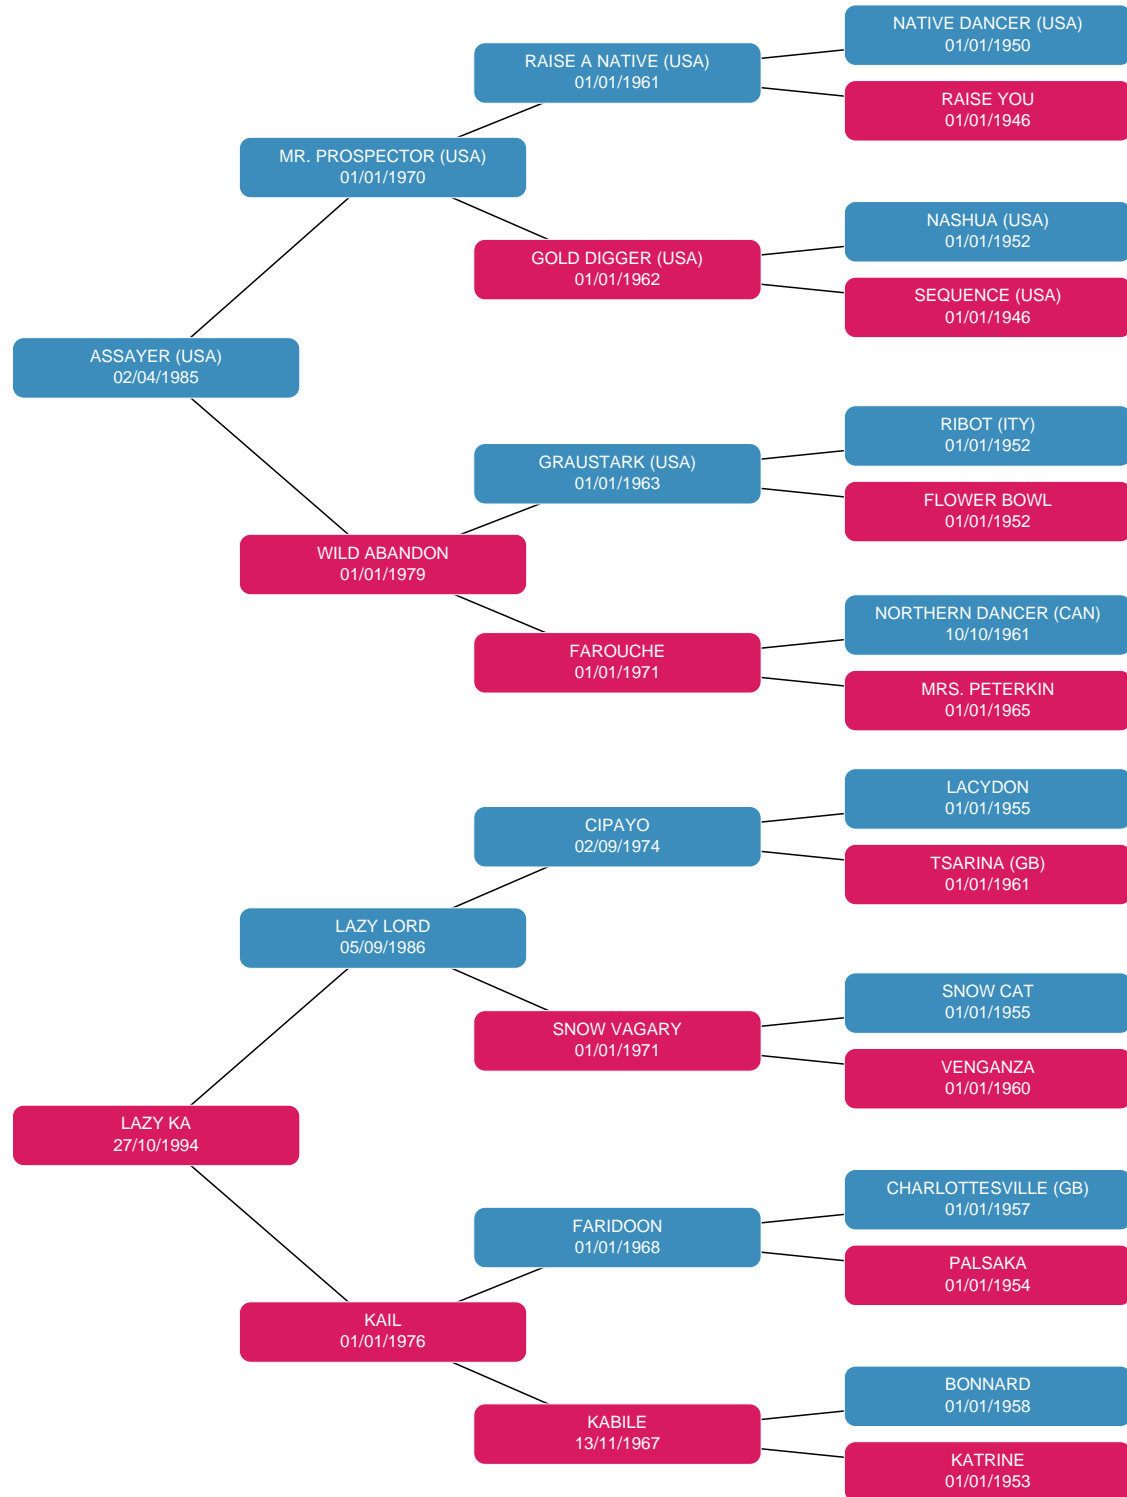 NATIVE DANCER (USA)
01/01/1950
RAISE A NATIVE (USA)
01/01/1961
RAISE YOU
01/01/1946
MR. PROSPECTOR (USA)
01/01/1970
NASHUA (USA)
01/01/1952
GOLD DIGGER (USA)
01/01/1962
SEQUENCE (USA)
01/01/1946
ASSAYER (USA)
02/04/1985
RIBOT (ITY)
01/01/1952
GRAUSTARK (USA)
01/01/1963
FLOWER BOWL
01/01/1952
WILD ABANDON
01/01/1979
NORTHERN DANCER (CAN)
10/10/1961
FAROUCHE
01/01/1971
MRS. PETERKIN
01/01/1965
LACYDON
01/01/1955
CIPAYO
02/09/1974
TSARINA (GB)
01/01/1961
LAZY LORD
05/09/1986
SNOW CAT
01/01/1955
SNOW VAGARY
01/01/1971
VENGANZA
01/01/1960
LAZY KA
27/10/1994
CHARLOTTESVILLE (GB)
01/01/1957
FARIDOON
01/01/1968
PALSAKA
01/01/1954
KAIL
01/01/1976
BONNARD
01/01/1958
KABILE
13/11/1967
KATRINE
01/01/1953